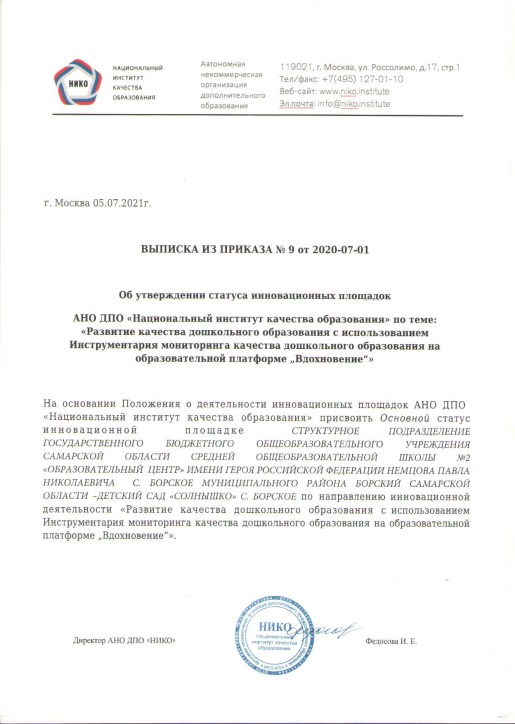 НИКО
НАЦИОНАЛЬНЫЙ
ИНСТИТУТ
КАЧЕСТВА
ОБРАЗОВАНИЯ
Автономная
некоммерческая
организация
дополнительного
образования
119021, г. Москва, ул. Россолимо, д.17, стр.1
Тел/факс: +7(495) 127-01-10
Веб-сайт: www.niko.institute
Эл.почта: info@niko.institute
г. Москва 05.07.2021г.
ВЫПИСКА ИЗ ПРИКАЗА № 9 от 2020-07-01
Об утверждении статуса инновационных площадок
АНО ДПО «Национальный институт качества образования» по теме:
«Развитие качества дошкольного образования с использованием
Инструментария мониторинга качества дошкольного образования на
образовательной платформе „Вдохновение“»
На основании Положения о деятельности инновационных площадок АНО ДПО
«Национальный институт качества образования» присвоить Основной статус
инновационной площадке СТРУКТУРНОЕ ПОДРАЗДЕЛЕНИЕ
ГОСУДАРСТВЕННОГО БЮДЖЕТНОГО ОБЩЕОБРАЗОВАТЕЛЬНОГО УЧРЕЖДЕНИЯ
САМАРСКОЙ ОБЛАСТИ СРЕДНЕЙ ОБЩЕОБРАЗОВАТЕЛЬНОЙ ШКОЛЫ №2
«ОБРАЗОВАТЕЛЬНЫЙ ЦЕНТР» ИМЕНИ ГЕРОЯ РОССИЙСКОЙ ФЕДЕРАЦИИ НЕМЦОВА ПАВЛА
НИКОЛАЕВИЧА С. БОРСКОЕ МУНИЦИПАЛЬНОГО РАЙОНА БОРСКИЙ САМАРСКОЙ
ОБЛАСТИ –ДЕТСКИЙ САД «СОЛНЫШКО» С. БОРСКОЕ по направлению инновационной
деятельности «Развитие качества дошкольного образования с использованием
Инструментария мониторинга качества дошкольного образования на образовательной
платформе „Вдохновение“».
Директор АНО ДПО «НИКО»
НИКО
Национальный
институт качества
образования
Федосова И. Е.